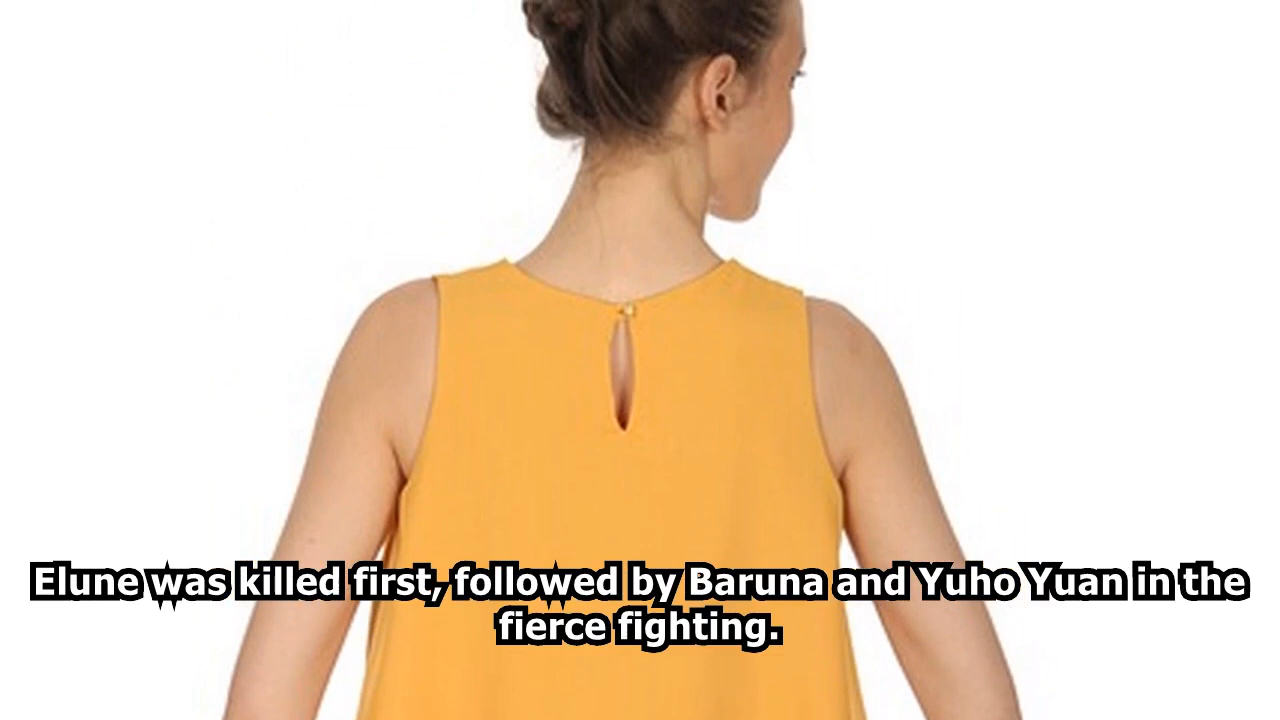 Elune was killed first, followed by Baruna and Yuho Yuan in the
fierce fighting.